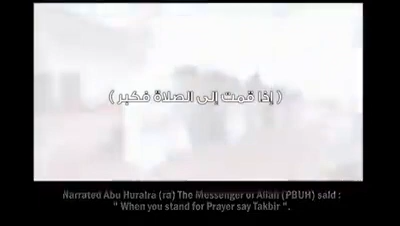 ( إذا قمت إلى الصلاة فكبر )
Narrated Abu Huraira (ra) The Messenger of Allah (PBUH) said :
" When you stand for Prayer say Takbir ".